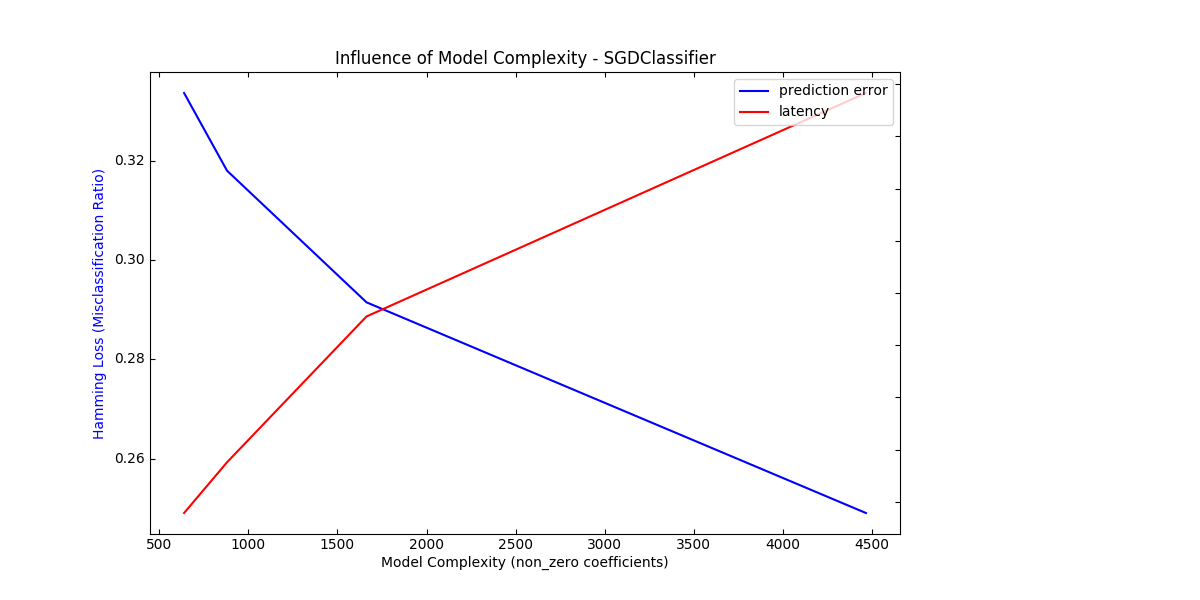 Influence of Model Complexity - SGDClassifier
prediction error
latency
0.32
0.30
0.28
0.26
Hamming Loss (Misclassification Ratio)
500 1000 1500 2000 2500 3000 3500 4000 4500
Model Complexity (non_zero coefficients)